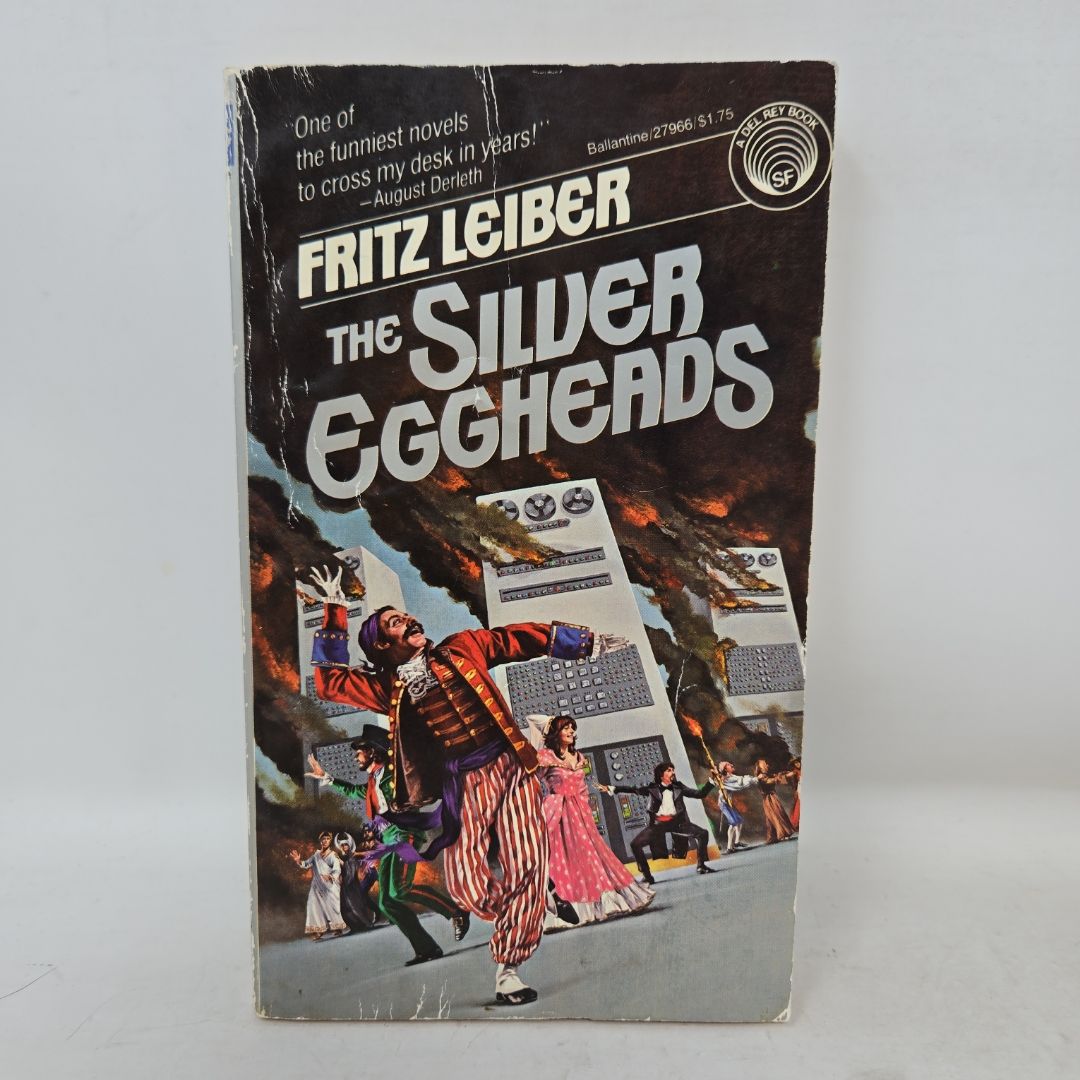 "One of
the funniest novels
to cross my desk in years!"
—August Derleth
Ballantine/27966/$1.75
A DEL REY BOOK
SF
FRITZ LEIBER
THE SILVER
EGGHEADS